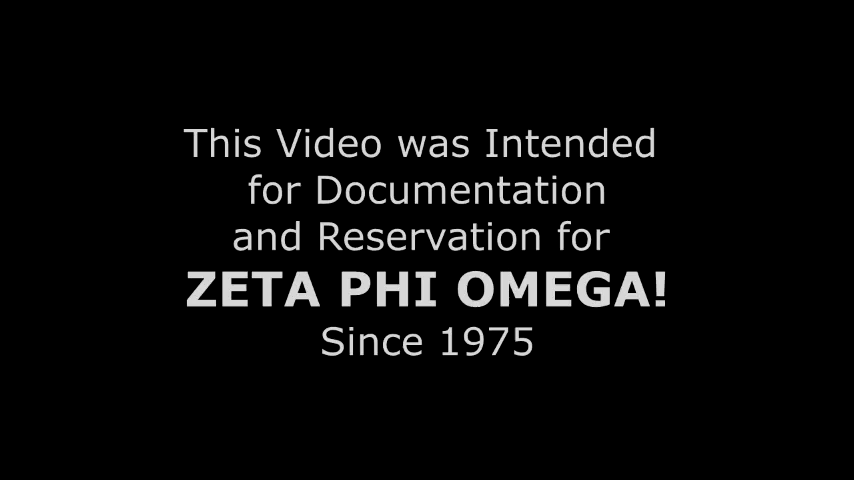 This Video was Intended
for Documentation
and Reservation for
ZETA PHI OMEGA!
Since 1975